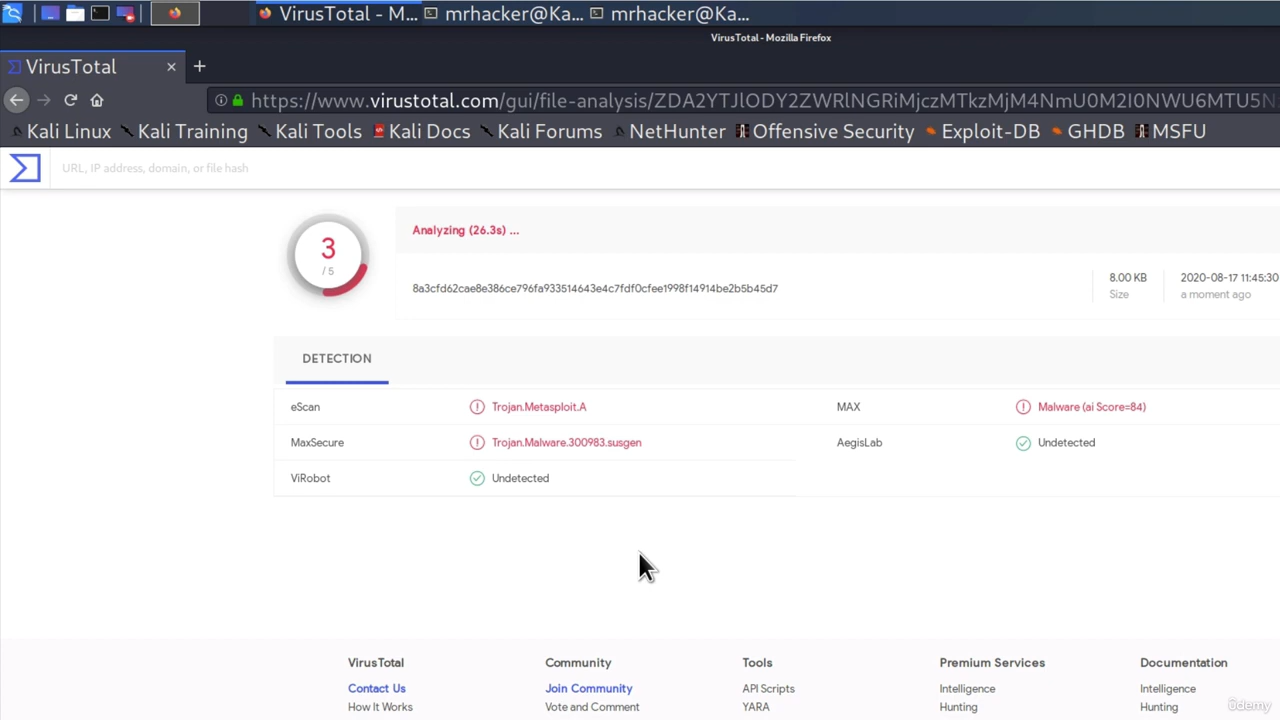 VirusTotal - M... mrhacker@Ka... mrhacker@Ka...
VirusTotal - Mozilla Firefox
VirusTotal
https://www.virustotal.com/gui/file-analysis/ZDA2YTJlODY2ZWRlNGRiMjczMTkzMjM4NmU0M2I0NWU6MTU5N
Kali Linux Kali Training Kali Tools Kali Docs Kali Forums NetHunter Offensive Security Exploit-DB GHDB MSFU
URL, IP address, domain, or file hash
3
/ 5
Analyzing (26.3s) ...
8a3cfd62cae8e386ce796fa933514643e4c7fdf0cfee1998f14914be2b5b45d7
8.00 KB
Size
2020-08-17 11:45:30
a moment ago
DETECTION
eScan Trojan.Metasploit.A MAX Malware (ai Score=84)
MaxSecure Trojan.Malware.300983.susgen AegisLab Undetected
ViRobot Undetected
VirusTotal Community Tools Premium Services Documentation
Contact Us Join Community API Scripts Intelligence Intelligence
How It Works Vote and Comment YARA Hunting Hunting
ûdemy